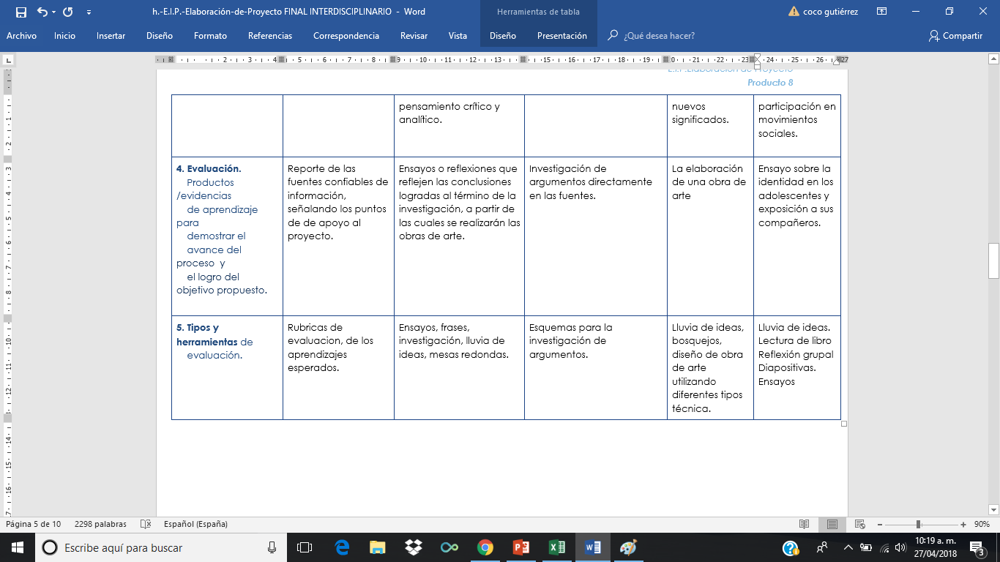 h.-E.I.P.-Elaboración-de-Proyecto FINAL INTERDISCIPLINARIO - Word
Herramientas de tabla
coco gutiérrez
Archivo Inicio Insertar Diseño Formato Referencias Correspondencia Revisar Vista Diseño Presentación ¿Qué desea hacer? Compartir
E.I.P.Elaboración de Proyecto
Producto 8
pensamiento crítico y
analítico.
nuevos
significados.
participación en
movimientos
sociales.
4. Evaluación.
Productos
/evidencias
de aprendizaje
para
demostrar el
avance del
proceso y
el logro del
objetivo propuesto.
Reporte de las
fuentes confiables de
información,
señalando los puntos
de de apoyo al
proyecto.
Ensayos o reflexiones que
reflejen las conclusiones
logradas al término de la
investigación, a partir de
las cuales se realizarán las
obras de arte.
Investigación de
argumentos directamente
en las fuentes.
La elaboración
de una obra de
arte
Ensayo sobre la
identidad en los
adolescentes y
exposición a sus
compañeros.
5. Tipos y
herramientas de
evaluación.
Rubricas de
evaluacion, de los
aprendizajes
esperados.
Ensayos, frases,
investigación, lluvia de
ideas, mesas redondas.
Esquemas para la
investigación de
argumentos.
Lluvia de ideas,
bosquejos,
diseño de obra
de arte
utilizando
diferentes tipos
técnica.
Lluvia de ideas.
Lectura de libro
Reflexión grupal
Diapositivas.
Ensayos
Página 5 de 10 2298 palabras Español (España) 90%
Escribe aquí para buscar
10:19 a. m.
27/04/2018
3